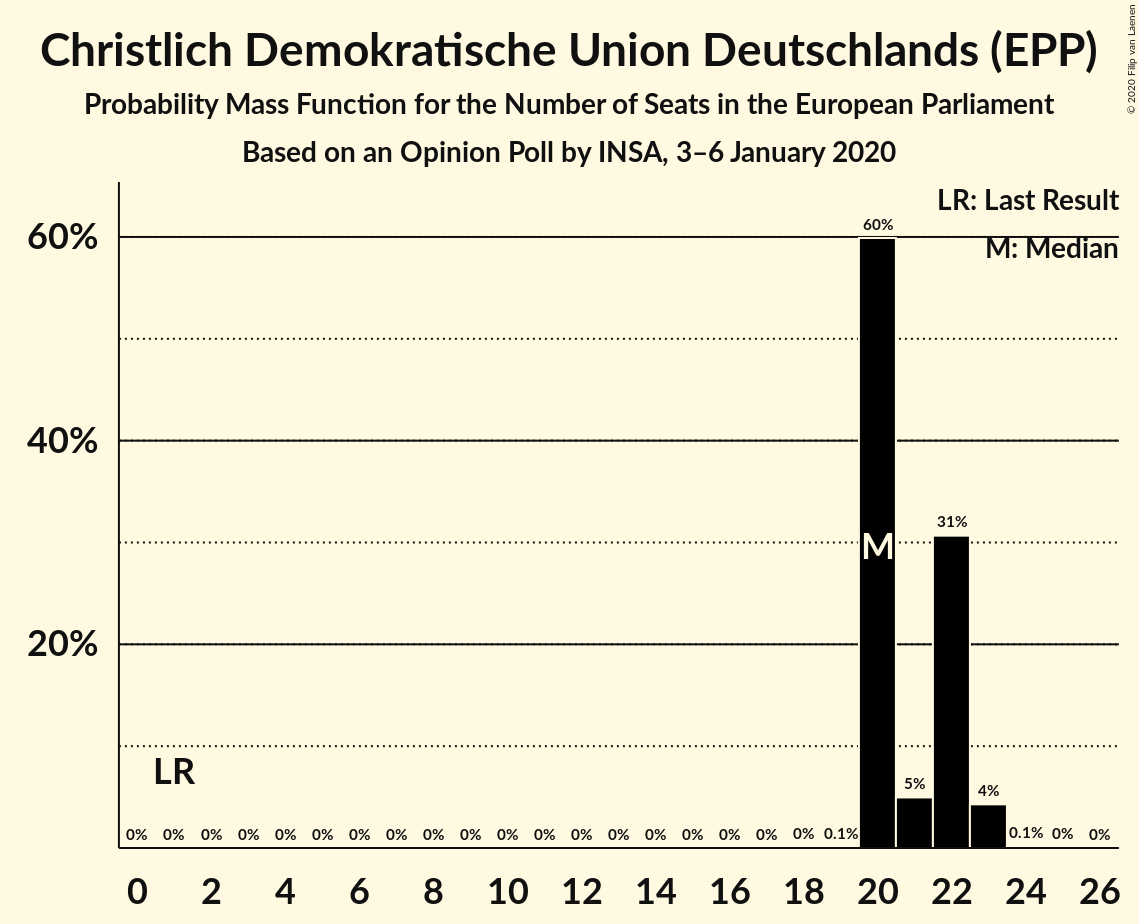 Christlich Demokratische Union Deutschlands (EPP)
Probability Mass Function for the Number of Seats in the European Parliament
Based on an Opinion Poll by INSA, 3–6 January 2020
© 2020 Filip van Laenen
LR: Last Result
M: Median
60%
40%
20%
60%
31%
M
LR
5%
4%
0% 0% 0% 0% 0% 0% 0% 0% 0% 0% 0% 0% 0% 0% 0% 0% 0% 0% 0% 0.1% 0.1% 0% 0%
0 2 4 6 8 10 12 14 16 18 20 22 24 26